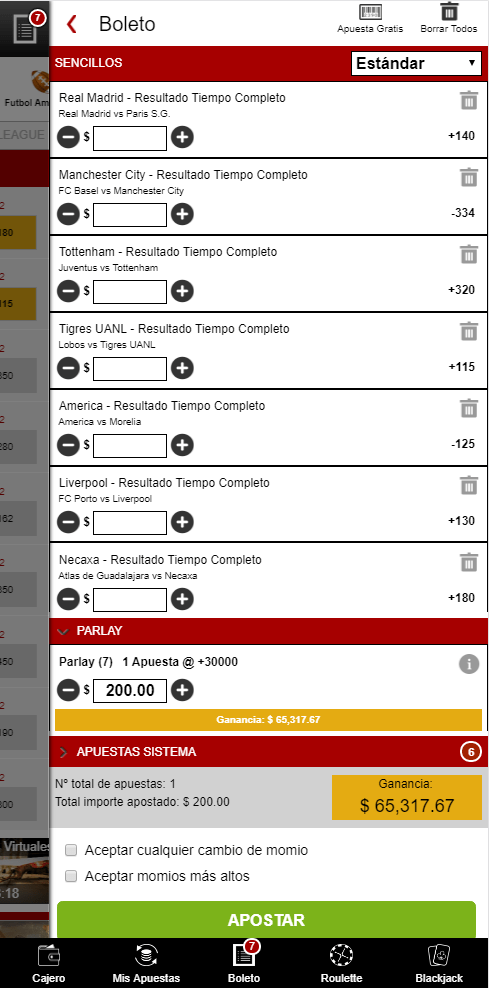 7
Boleto
Apuesta Gratis
Borrar Todos
Futbol Am
LEAGUE
SENCILLOS
Estándar
Real Madrid - Resultado Tiempo Completo
Real Madrid vs Paris S.G.
$
+140
Manchester City - Resultado Tiempo Completo
FC Basel vs Manchester City
$
-334
Tottenham - Resultado Tiempo Completo
Juventus vs Tottenham
$
+320
Tigres UANL - Resultado Tiempo Completo
Lobos vs Tigres UANL
$
+115
America - Resultado Tiempo Completo
America vs Morelia
$
-125
Liverpool - Resultado Tiempo Completo
FC Porto vs Liverpool
$
+130
Necaxa - Resultado Tiempo Completo
Atlas de Guadalajara vs Necaxa
$
+180
PARLAY
Parlay (7) 1 Apuesta @ +30000
$ 200.00
Ganancia: $ 65,317.67
APUESTAS SISTEMA
6
Nº total de apuestas: 1
Total importe apostado: $ 200.00
Ganancia:
$ 65,317.67
Virtuales
:18
Aceptar cualquier cambio de momio
Aceptar momios más altos
APOSTAR
Cajero
Mis Apuestas
7
Boleto
Roulette
Blackjack